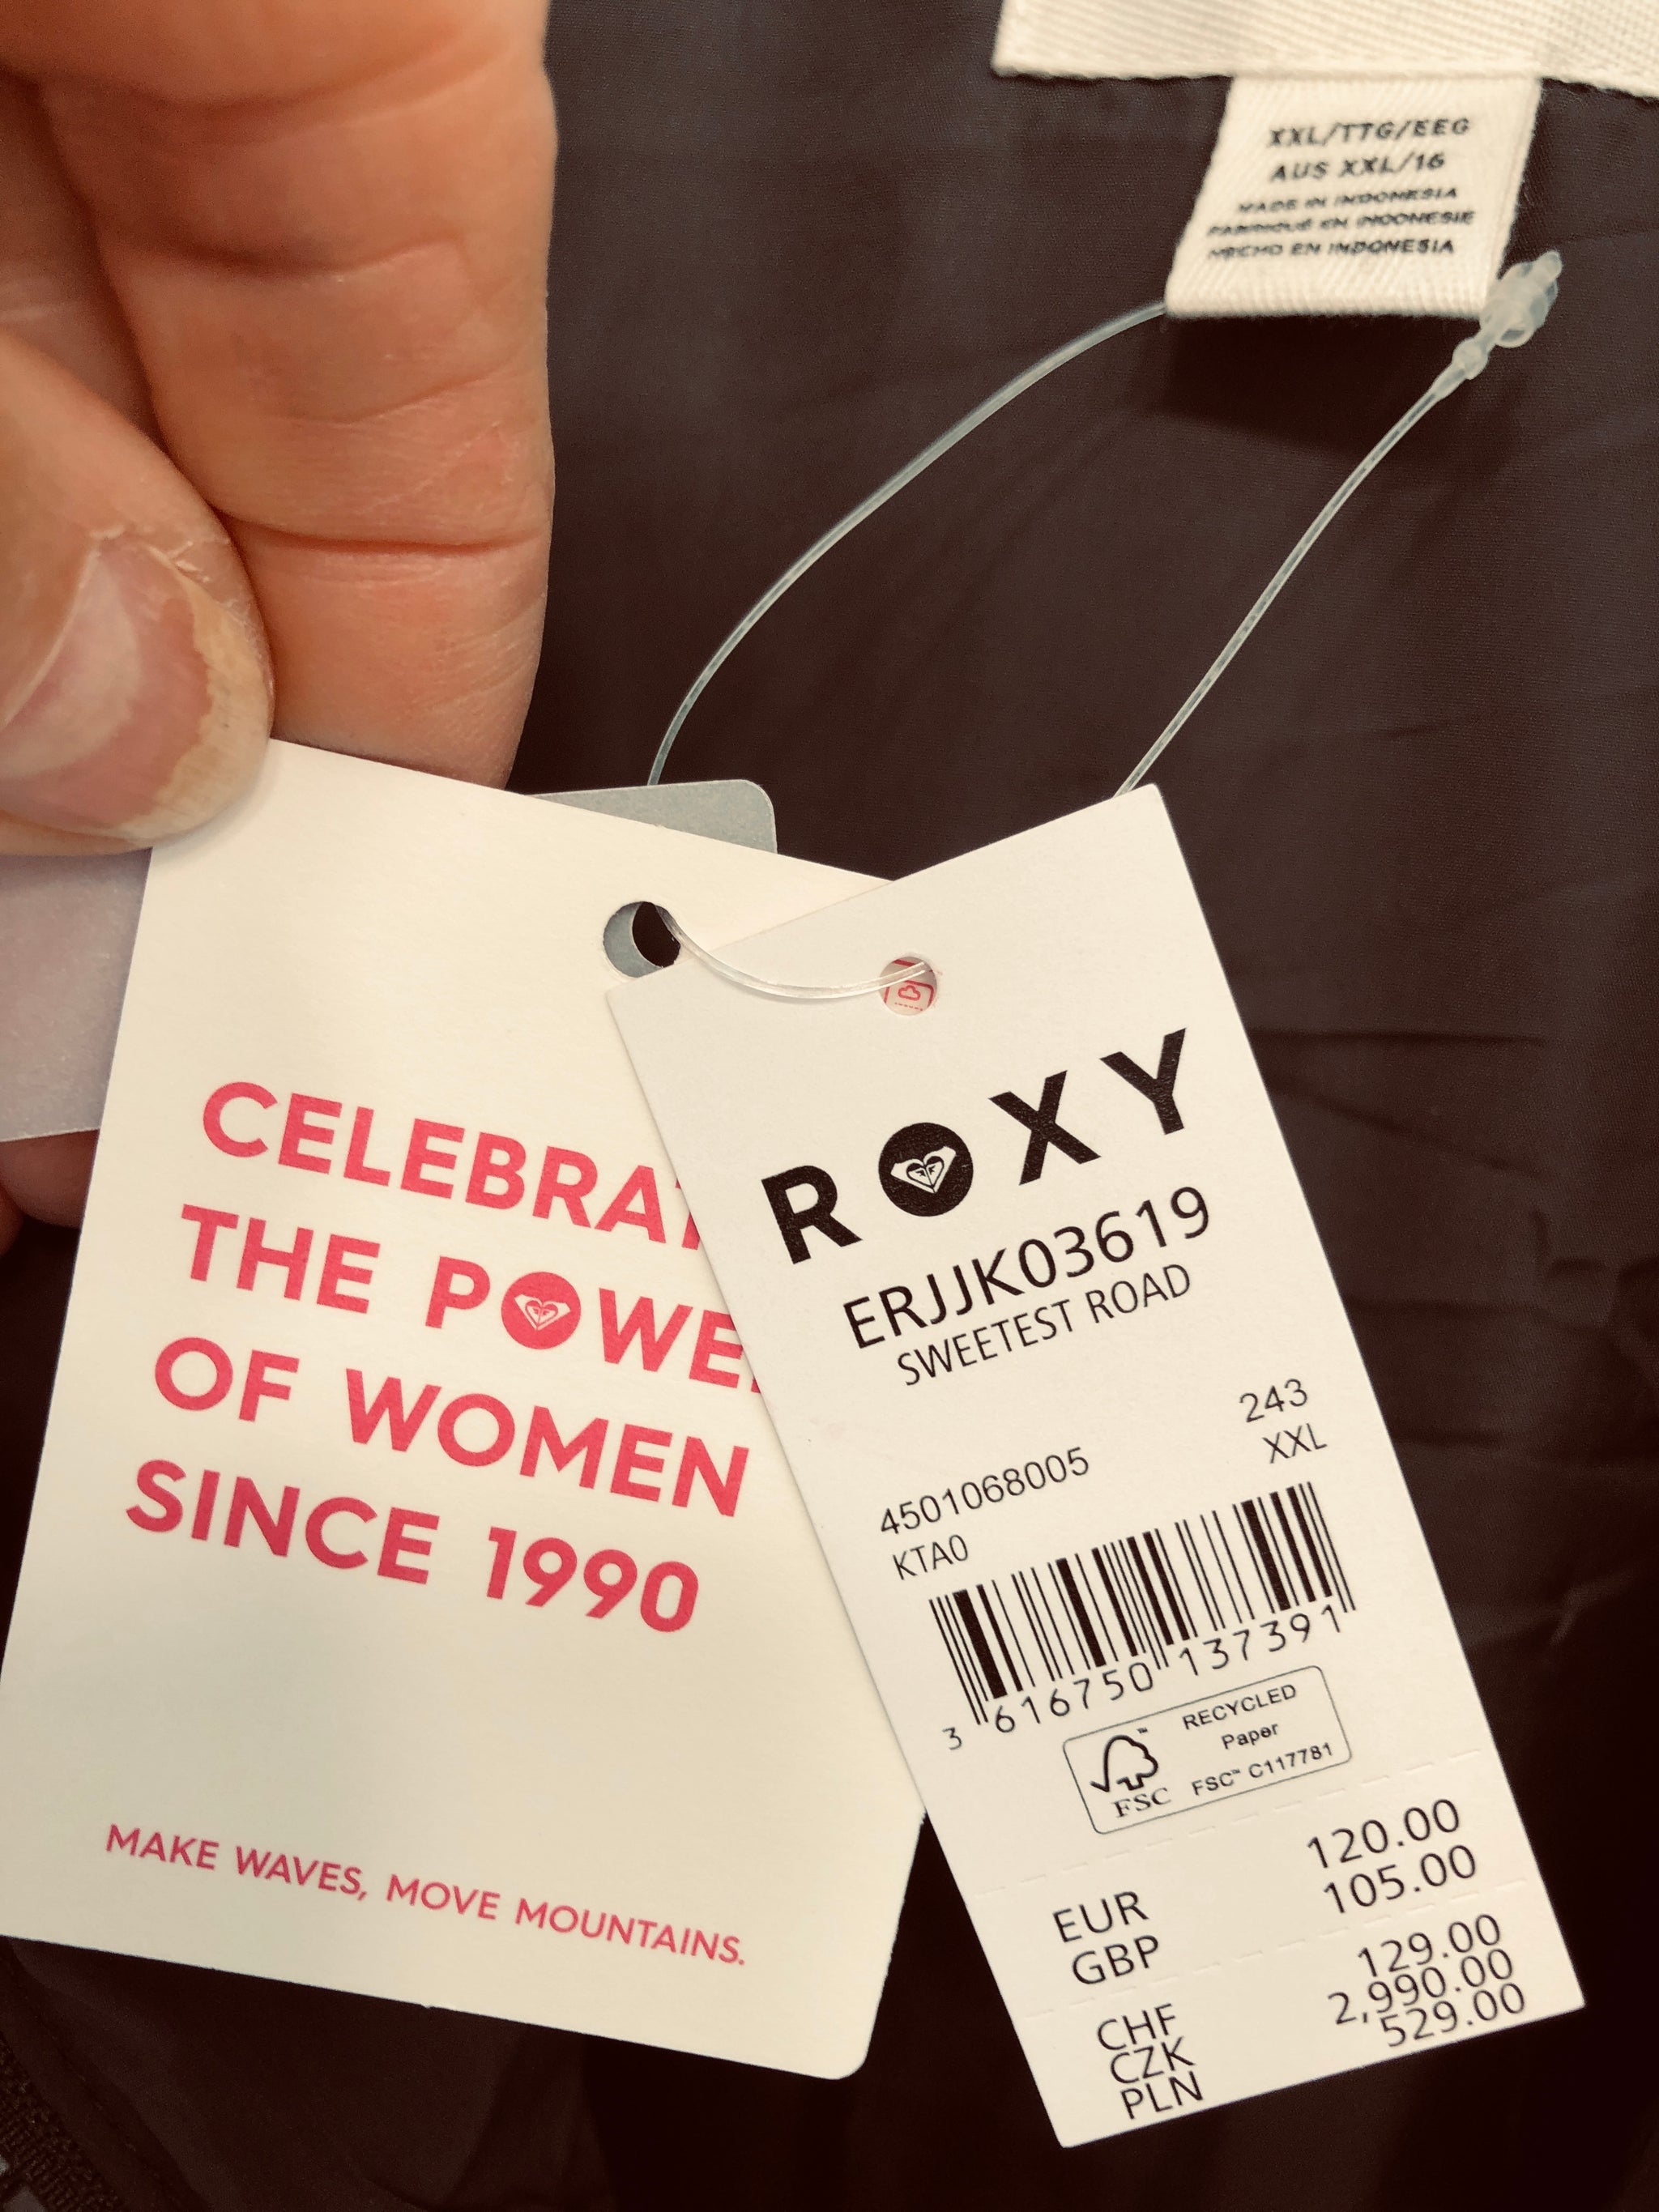 XXL/TTG/EEG
AUS XXL/16
MADE IN INDONESIA
FABRIQUÉ EN INDONESIE
HECHO EN INDONESIA
CELEBRAT
THE POWE
OF WOMEN
SINCE 1990
MAKE WAVES, MOVE MOUNTAINS.
ROXY
ERJJK03619
SWEETEST ROAD
243
XXL
4501068005
KTA0
3 616750 137391
FSC™
RECYCLED
Paper
FSC™ C117781
EUR 120.00
GBP 105.00
CHF 129.00
CZK 2,990.00
PLN 529.00